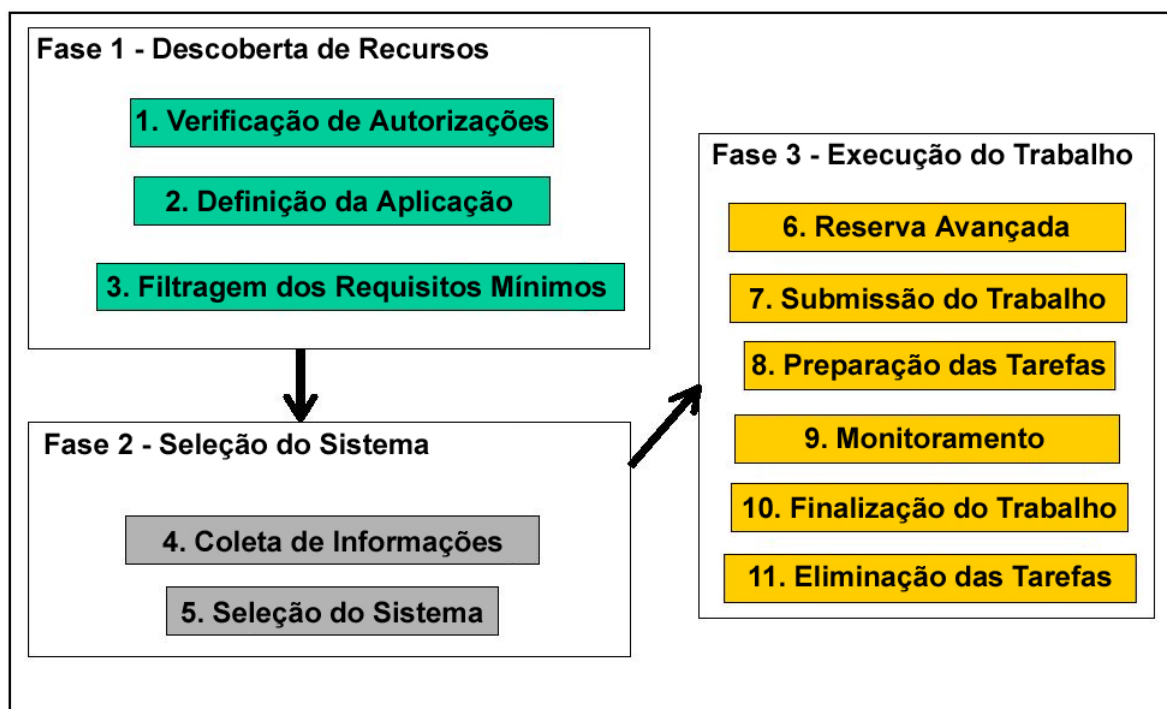 Fase 1 - Descoberta de Recursos
1. Verificação de Autorizações
2. Definição da Aplicação
3. Filtragem dos Requisitos Mínimos
Fase 2 - Seleção do Sistema
4. Coleta de Informações
5. Seleção do Sistema
Fase 3 - Execução do Trabalho
6. Reserva Avançada
7. Submissão do Trabalho
8. Preparação das Tarefas
9. Monitoramento
10. Finalização do Trabalho
11. Eliminação das Tarefas